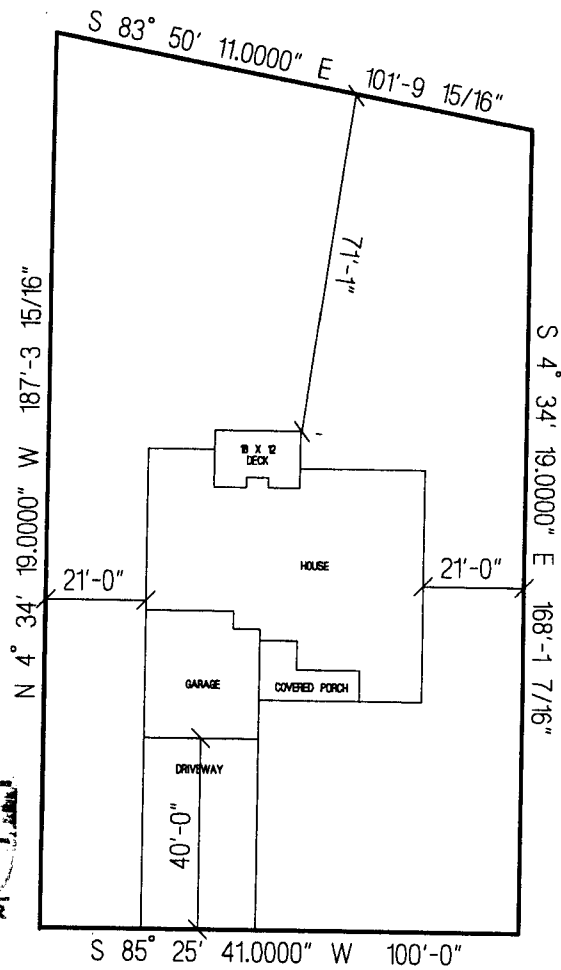 S 83° 50' 11.0000" E 101'-9 15/16"
71'-1"
N 4° 34' 19.0000" W 187'-3 15/16"
S 4° 34' 19.0000" E 168'-1 7/16"
18 X 12
DECK
HOUSE
21'-0"
21'-0"
GARAGE
COVERED PORCH
DRIVEWAY
40'-0"
S 85° 25' 41.0000" W 100'-0"